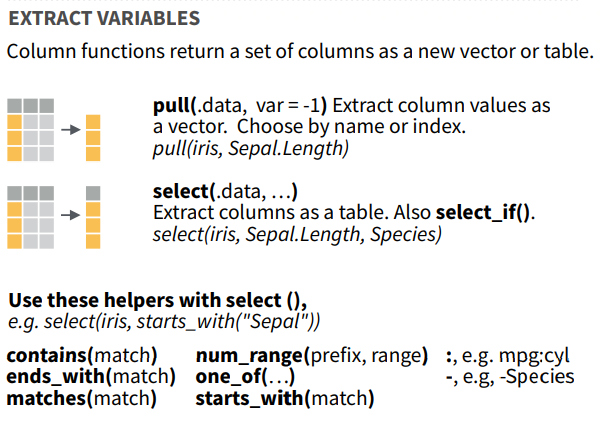 EXTRACT VARIABLES
Column functions return a set of columns as a new vector or table.
pull(.data, var = -1) Extract column values as
a vector. Choose by name or index.
pull(iris, Sepal.Length)
select(.data, …)
Extract columns as a table. Also select_if().
select(iris, Sepal.Length, Species)
Use these helpers with select (),
e.g. select(iris, starts_with("Sepal"))
contains(match) num_range(prefix, range) :, e.g. mpg:cyl
ends_with(match) one_of(…) -, e.g, -Species
matches(match) starts_with(match)